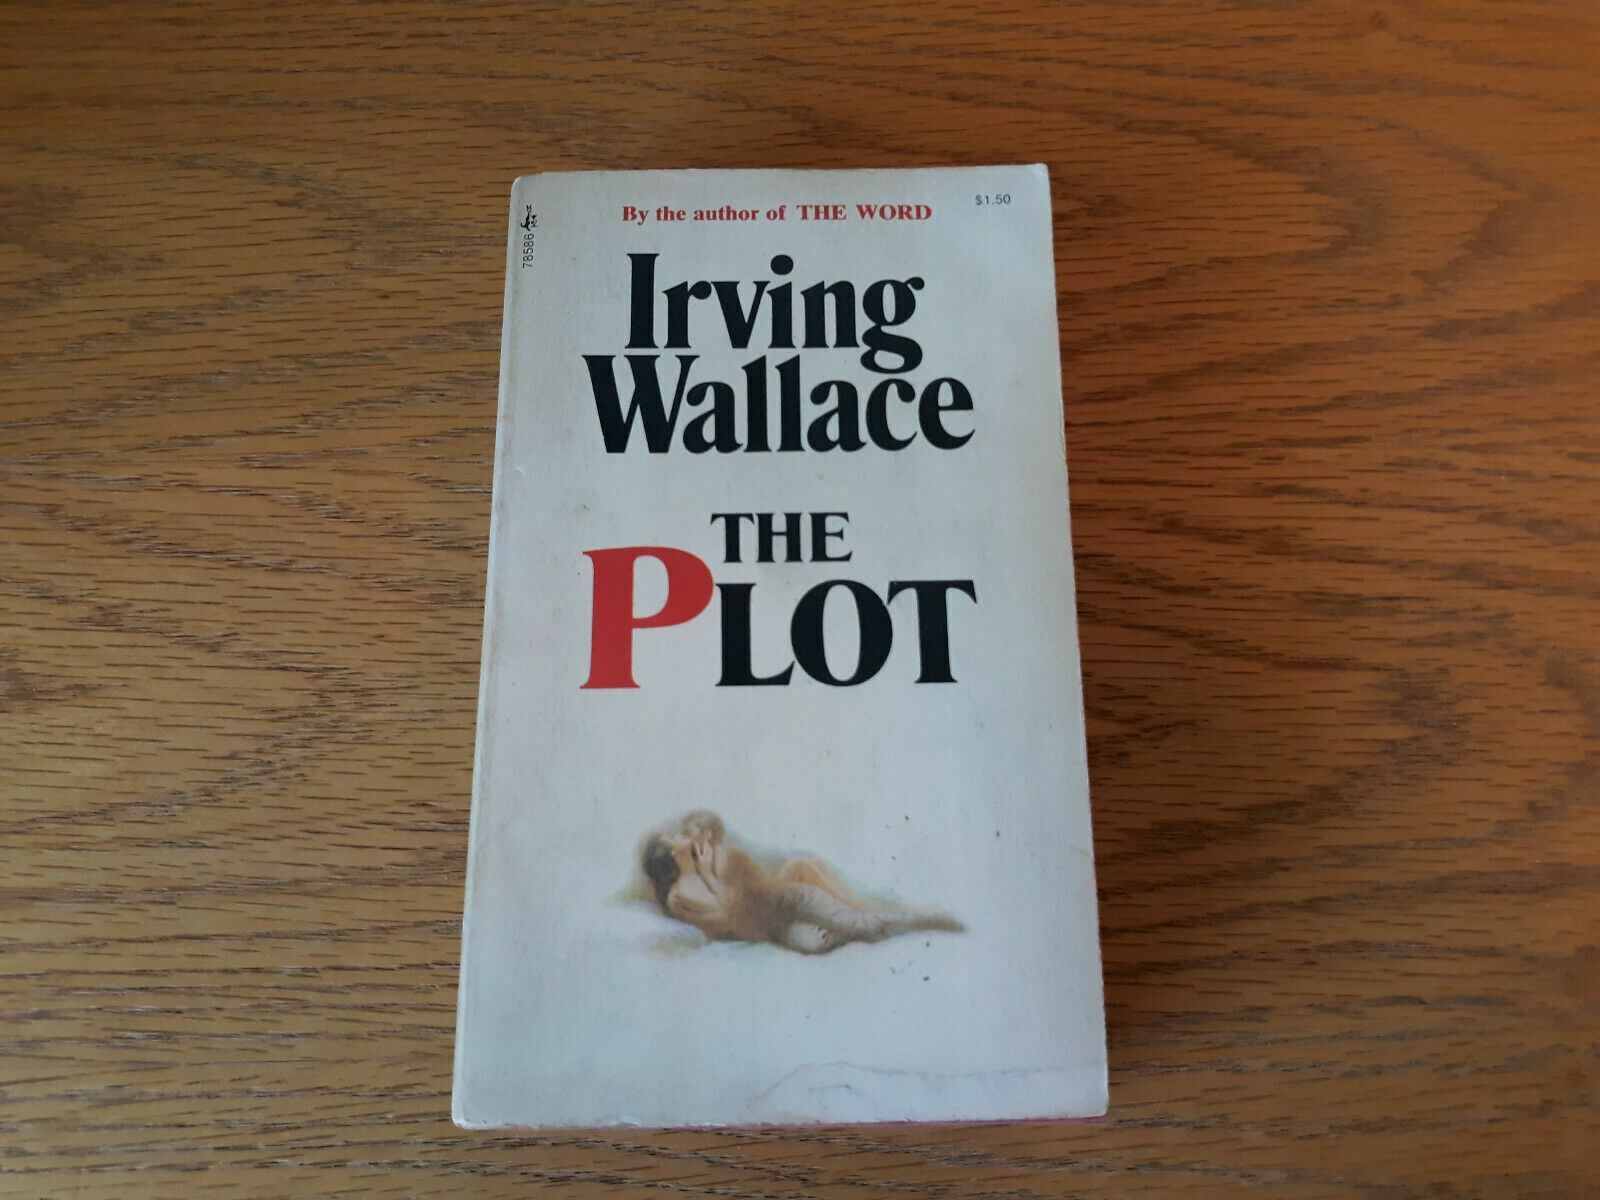 By the author of THE WORD
$1.50
78586
Irving
Wallace
THE
PLOT